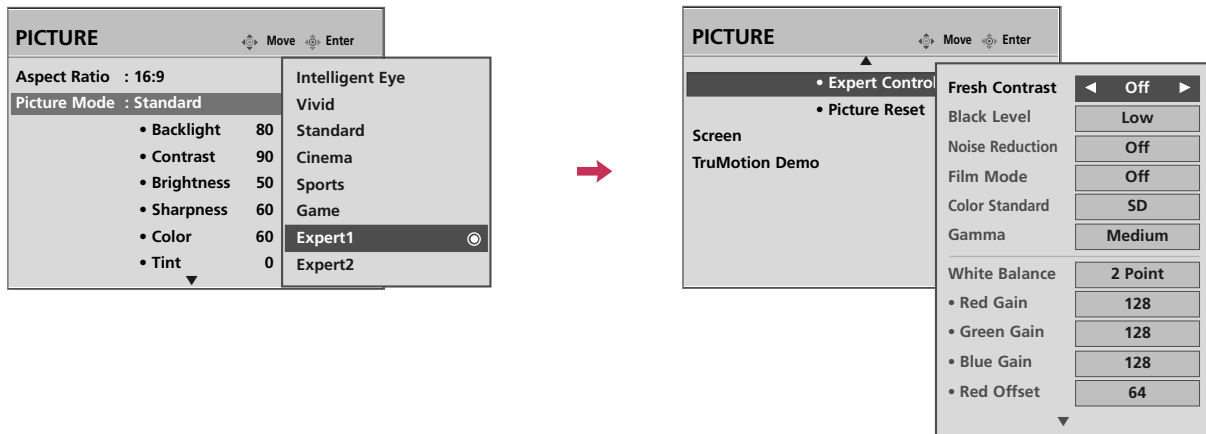 PICTURE
Move Enter
Aspect Ratio : 16:9
Picture Mode : Standard
• Backlight 80
• Contrast 90
• Brightness 50
• Sharpness 60
• Color 60
• Tint 0
Intelligent Eye
Vivid
Standard
Cinema
Sports
Game
Expert1
Expert2
PICTURE
Move Enter
• Expert Control
• Picture Reset
Screen
TruMotion Demo
Fresh Contrast Off
Black Level Low
Noise Reduction Off
Film Mode Off
Color Standard SD
Gamma Medium
White Balance 2 Point
• Red Gain 128
• Green Gain 128
• Blue Gain 128
• Red Offset 64